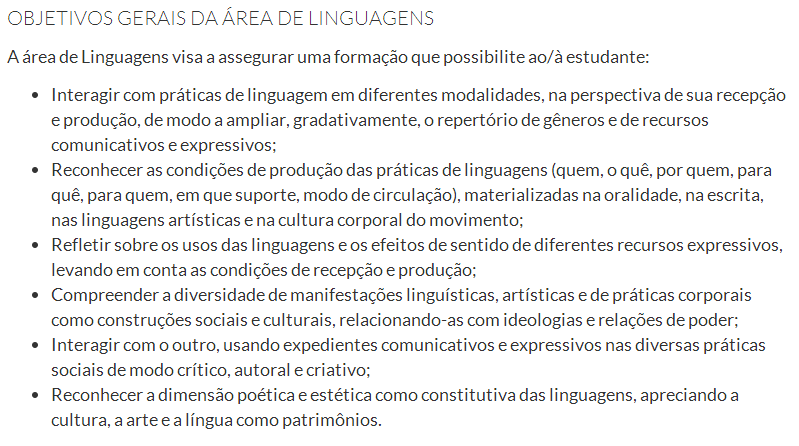 OBJETIVOS GERAIS DA ÁREA DE LINGUAGENS
A área de Linguagens visa a assegurar uma formação que possibilite ao/à estudante:
• Interagir com práticas de linguagem em diferentes modalidades, na perspectiva de sua recepção
e produção, de modo a ampliar, gradativamente, o repertório de gêneros e de recursos
comunicativos e expressivos;
• Reconhecer as condições de produção das práticas de linguagens (quem, o quê, por quem, para
quê, para quem, em que suporte, modo de circulação), materializadas na oralidade, na escrita,
nas linguagens artísticas e na cultura corporal do movimento;
• Refletir sobre os usos das linguagens e os efeitos de sentido de diferentes recursos expressivos,
levando em conta as condições de recepção e produção;
• Compreender a diversidade de manifestações linguísticas, artísticas e de práticas corporais
como construções sociais e culturais, relacionando-as com ideologias e relações de poder;
• Interagir com o outro, usando expedientes comunicativos e expressivos nas diversas práticas
sociais de modo crítico, autoral e criativo;
• Reconhecer a dimensão poética e estética como constitutiva das linguagens, apreciando a
cultura, a arte e a língua como patrimônios.